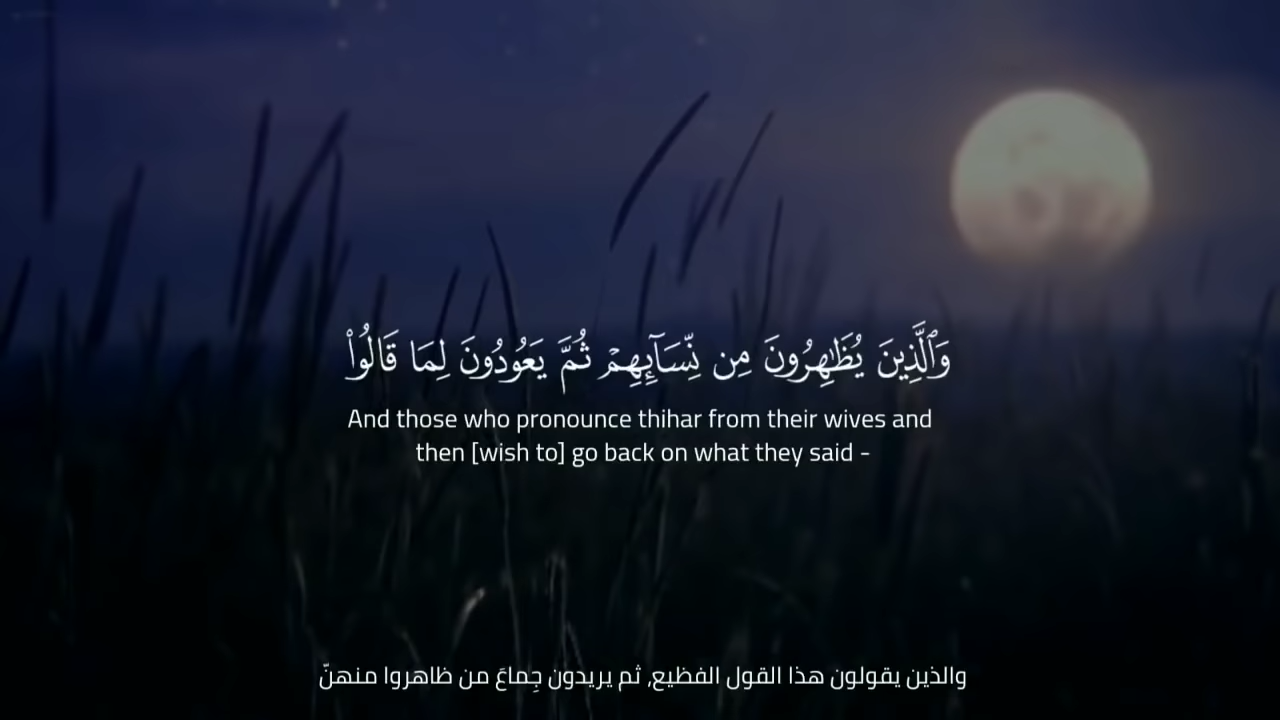 وَٱلَّذِينَ يُظَٰهِرُونَ مِن نِّسَآئِهِمۡ ثُمَّ يَعُودُونَ لِمَا قَالُواْ
And those who pronounce thihar from their wives and
then [wish to] go back on what they said -
والذين يقولون هذا القول الفظيع, ثم يريدون جِماعَ من ظاهروا منهنّ